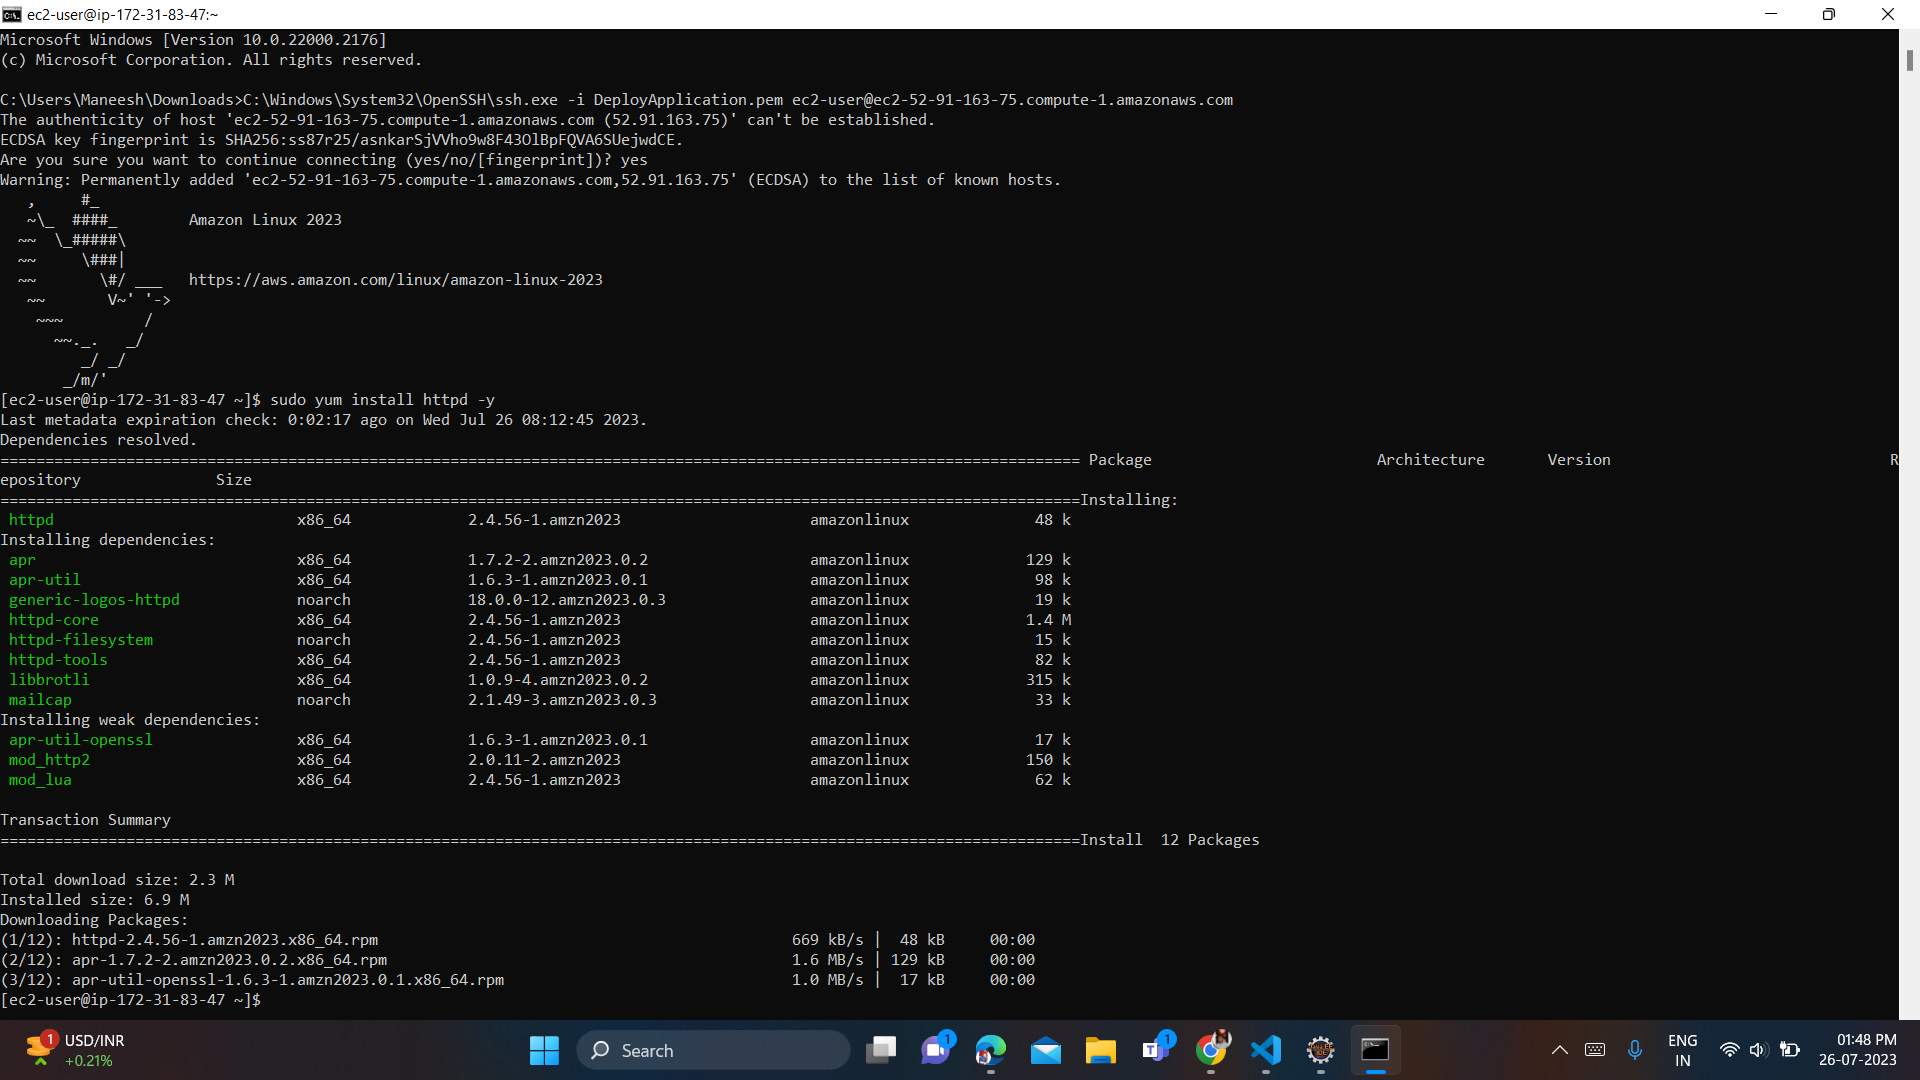 ec2-user@ip-172-31-83-47:~
Microsoft Windows [Version 10.0.22000.2176]
(c) Microsoft Corporation. All rights reserved.
C:\Users\Maneesh\Downloads>C:\Windows\System32\OpenSSH\ssh.exe -i DeployApplication.pem ec2-user@ec2-52-91-163-75.compute-1.amazonaws.com
The authenticity of host 'ec2-52-91-163-75.compute-1.amazonaws.com (52.91.163.75)' can't be established.
ECDSA key fingerprint is SHA256:ss87r25/asnkarSjVVho9w8F43OlBpFQVA6SUejwdCE.
Are you sure you want to continue connecting (yes/no/[fingerprint])? yes
Warning: Permanently added 'ec2-52-91-163-75.compute-1.amazonaws.com,52.91.163.75' (ECDSA) to the list of known hosts.
   ,     #_
   ~\_  ####_        Amazon Linux 2023
  ~~  \_#####\
  ~~     \###|
  ~~       \#/ ___   https://aws.amazon.com/linux/amazon-linux-2023
   ~~       V~' '->
    ~~~         /
      ~~._.   _/
         _/ _/
       _/m/'
[ec2-user@ip-172-31-83-47 ~]$ sudo yum install httpd -y
Last metadata expiration check: 0:02:17 ago on Wed Jul 26 08:12:45 2023.
Dependencies resolved.
======================================================================================================================== Package                         Architecture       Version                               R
epository               Size
========================================================================================================================Installing:
 httpd                           x86_64             2.4.56-1.amzn2023                     amazonlinux              48 k
Installing dependencies:
 apr                             x86_64             1.7.2-2.amzn2023.0.2                  amazonlinux             129 k
 apr-util                        x86_64             1.6.3-1.amzn2023.0.1                  amazonlinux              98 k
 generic-logos-httpd             noarch             18.0.0-12.amzn2023.0.3                amazonlinux              19 k
 httpd-core                      x86_64             2.4.56-1.amzn2023                     amazonlinux             1.4 M
 httpd-filesystem                noarch             2.4.56-1.amzn2023                     amazonlinux              15 k
 httpd-tools                     x86_64             2.4.56-1.amzn2023                     amazonlinux              82 k
 libbrotli                       x86_64             1.0.9-4.amzn2023.0.2                  amazonlinux             315 k
 mailcap                         noarch             2.1.49-3.amzn2023.0.3                 amazonlinux              33 k
Installing weak dependencies:
 apr-util-openssl                x86_64             1.6.3-1.amzn2023.0.1                  amazonlinux              17 k
 mod_http2                       x86_64             2.0.11-2.amzn2023                     amazonlinux             150 k
 mod_lua                         x86_64             2.4.56-1.amzn2023                     amazonlinux              62 k
Transaction Summary
========================================================================================================================Install  12 Packages
Total download size: 2.3 M
Installed size: 6.9 M
Downloading Packages:
(1/12): httpd-2.4.56-1.amzn2023.x86_64.rpm                                              669 kB/s |  48 kB     00:00
(2/12): apr-1.7.2-2.amzn2023.0.2.x86_64.rpm                                             1.6 MB/s | 129 kB     00:00
(3/12): apr-util-openssl-1.6.3-1.amzn2023.0.1.x86_64.rpm                                1.0 MB/s |  17 kB     00:00
[ec2-user@ip-172-31-83-47 ~]$
1 USD/INR
+0.21%
Search
1
1
ENG
IN
01:48 PM
26-07-2023